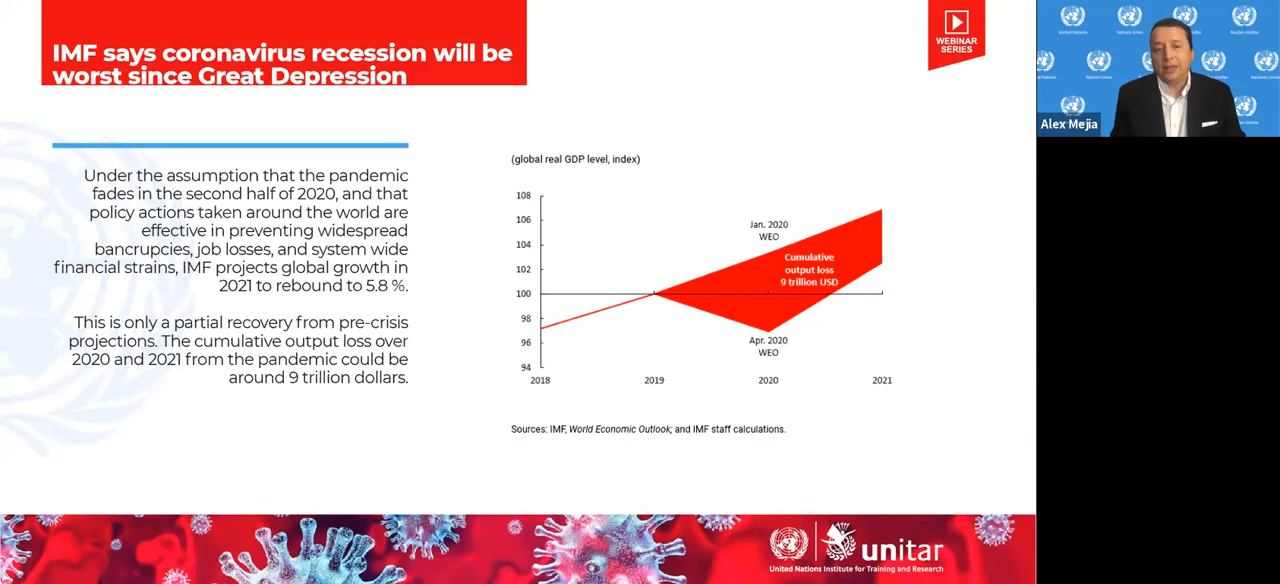 IMF says coronavirus recession will be
worst since Great Depression
WEBINAR
SERIES
Alex Mejia
Under the assumption that the pandemic
fades in the second half of 2020, and that
policy actions taken around the world are
effective in preventing widespread
bancrupcies, job losses, and system wide
financial strains, IMF projects global growth in
2021 to rebound to 5.8 %.
This is only a partial recovery from pre-crisis
projections. The cumulative output loss over
2020 and 2021 from the pandemic could be
around 9 trillion dollars.
(global real GDP level, index)
108
106
104
102
100
98
96
94
2018
2019
2020
2021
Jan. 2020
WEO
Cumulative
output loss
9 trillion USD
Apr. 2020
WEO
Sources: IMF, World Economic Outlook; and IMF staff calculations.
unitar
United Nations Institute for Training and Research
United Nations
Nations Unies
Naciones Unidas